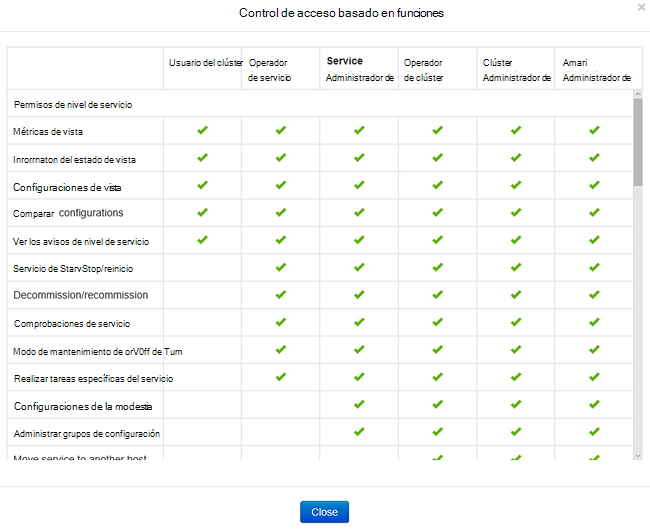 Control de acceso basado en funciones
×
Usuario del clúster
Operador
de servicio
Service
Administrador de
Operador
de clúster
Clúster
Administrador de
Amari
Administrador de
Permisos de nivel de servicio
Métricas de vista
Inrorrnaton del estado de vista
Configuraciones de vista
Comparar configurations
Ver los avisos de nivel de servicio
Servicio de StarvStop/reinicio
Decommission/recommission
Comprobaciones de servicio
Modo de mantenimiento de orV0ff de Tum
Realizar tareas específicas del servicio
Configuraciones de la modestia
Administrar grupos de configuración
Move service to another host
Close